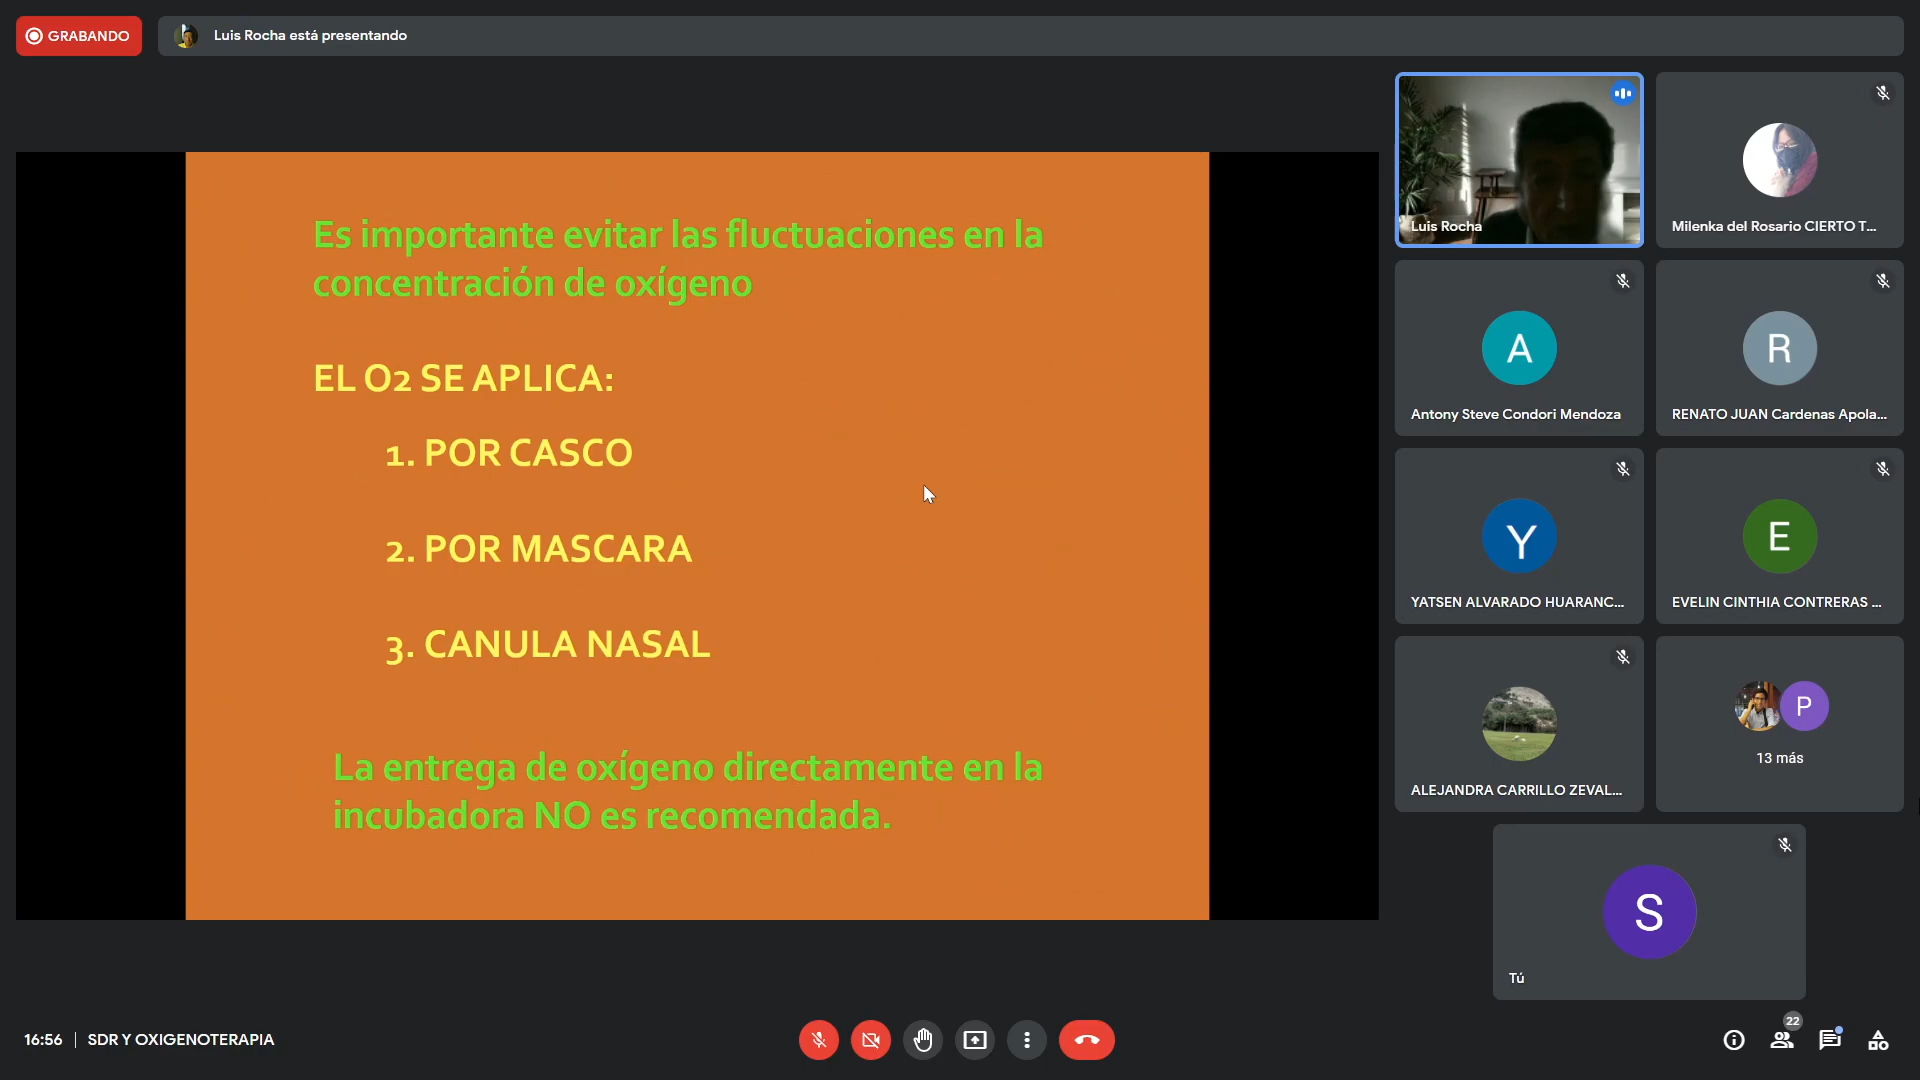 GRABANDO
Luis Rocha está presentando
Es importante evitar las fluctuaciones en la
concentración de oxígeno
EL O2 SE APLICA:
1. POR CASCO
2. POR MASCARA
3. CANULA NASAL
La entrega de oxígeno directamente en la
incubadora NO es recomendada.
Luis Rocha
Milenka del Rosario CIERTO T...
A
Antony Steve Condori Mendoza
R
RENATO JUAN Cardenas Apola...
Y
YATSEN ALVARADO HUARANC...
E
EVELIN CINTHIA CONTRERAS ...
ALEJANDRA CARRILLO ZEVAL...
P
13 más
S
Tú
16:56 | SDR Y OXIGENOTERAPIA
22